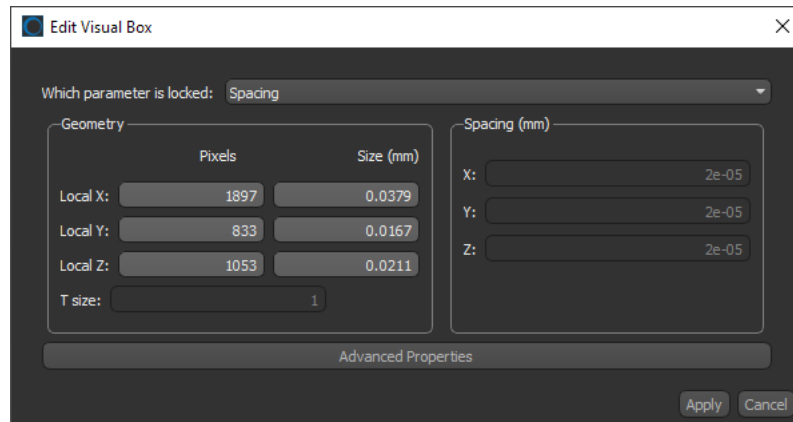 Edit Visual Box
Which parameter is locked: Spacing
Geometry
Pixels Size (mm)
Local X: 1897 0.0379
Local Y: 833 0.0167
Local Z: 1053 0.0211
T size: 1
Spacing (mm)
X: 2e-05
Y: 2e-05
Z: 2e-05
Advanced Properties
Apply Cancel